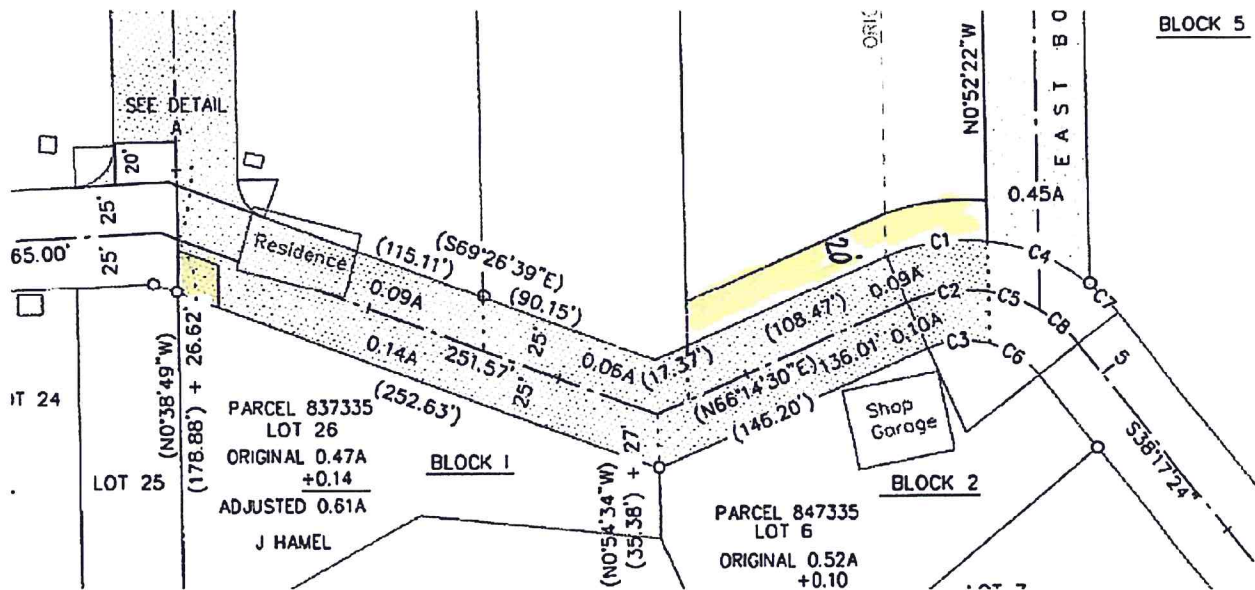 BLOCK 5
N0°52'22"W
EAST BO
SEE DETAIL
A
20'
25'
25'
65.00'
0.45A
Residence
(115.11')
(S69°26'39"E)
(90.15')
0.09A
0.14A
251.57'
(252.63')
25'
25'
0.06A
(17.37')
(108.47')
0.09A
20'
C1
C2
C3
C4
C5
C6
C7
C8
(N66°14'30"E)
136.01'
0.10A
(146.20')
Shop
Garage
5
S38°17'24"
(N0°38'49"W)
(178.88') + 26.62'
OT 24
LOT 25
PARCEL 837335
LOT 26
ORIGINAL 0.47A
+0.14
ADJUSTED 0.61A
J HAMEL
BLOCK 1
(N0°54'34"W)
(35.38') + 27
BLOCK 2
PARCEL 847335
LOT 6
ORIGINAL 0.52A
+0.10